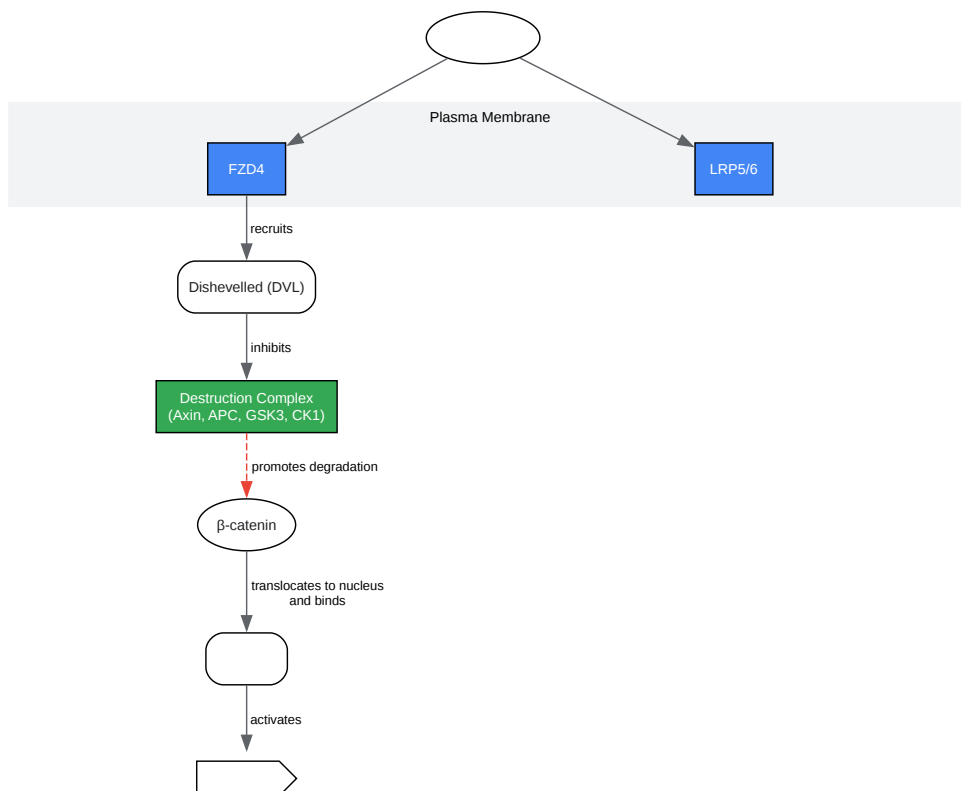 Plasma Membrane
FZD4
LRP5/6
recruits
Dishevelled (DVL)
inhibits
Destruction Complex
(Axin, APC, GSK3, CK1)
promotes degradation
β-catenin
translocates to nucleus
and binds
activates